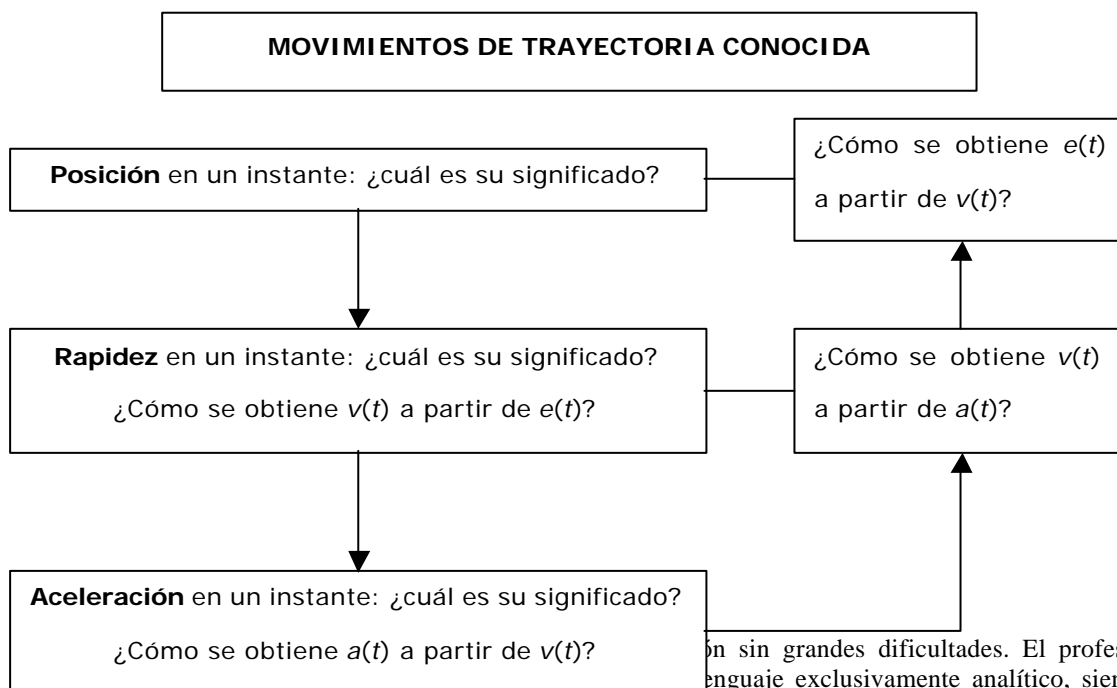 MOVIMIENTOS DE TRAYECTORIA CONOCIDA
Posición en un instante: ¿cuál es su significado?
¿Cómo se obtiene e(t)
a partir de v(t)?
Rapidez en un instante: ¿cuál es su significado?
¿Cómo se obtiene v(t) a partir de e(t)?
¿Cómo se obtiene v(t)
a partir de a(t)?
Aceleración en un instante: ¿cuál es su significado?
¿Cómo se obtiene a(t) a partir de v(t)?
sin grandes dificultades. El
exclusivamente analítico,